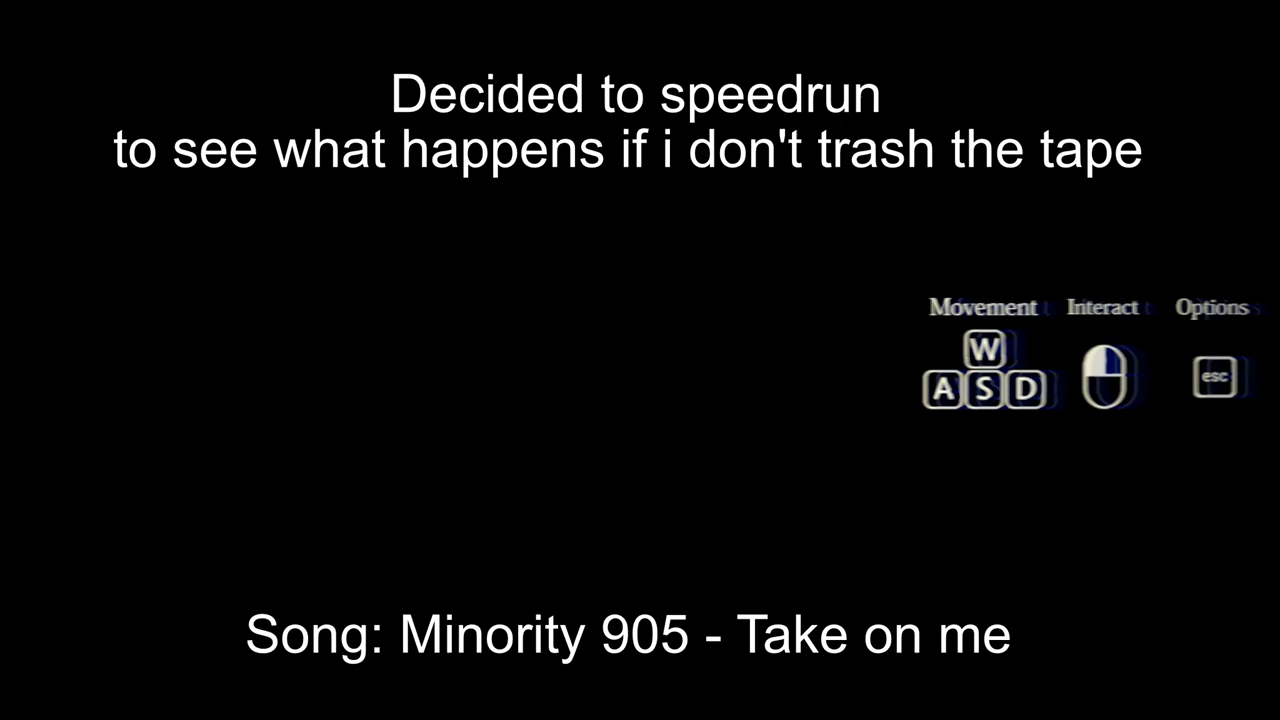 Decided to speedrun
to see what happens if i don't trash the tape
Movement Interact Options
W
A S D
esc
Song: Minority 905 - Take on me